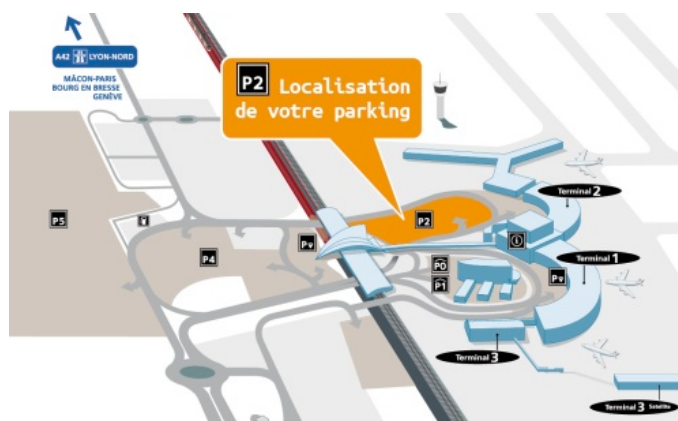 A42 LYON-NORD
MÂCON-PARIS
BOURG EN BRESSE
GENÈVE
P2 Localisation
de votre parking
Terminal 2
P5
P2
P4
P
i
P0
P1
P
Terminal 1
Terminal 3
Terminal 3 Satellite